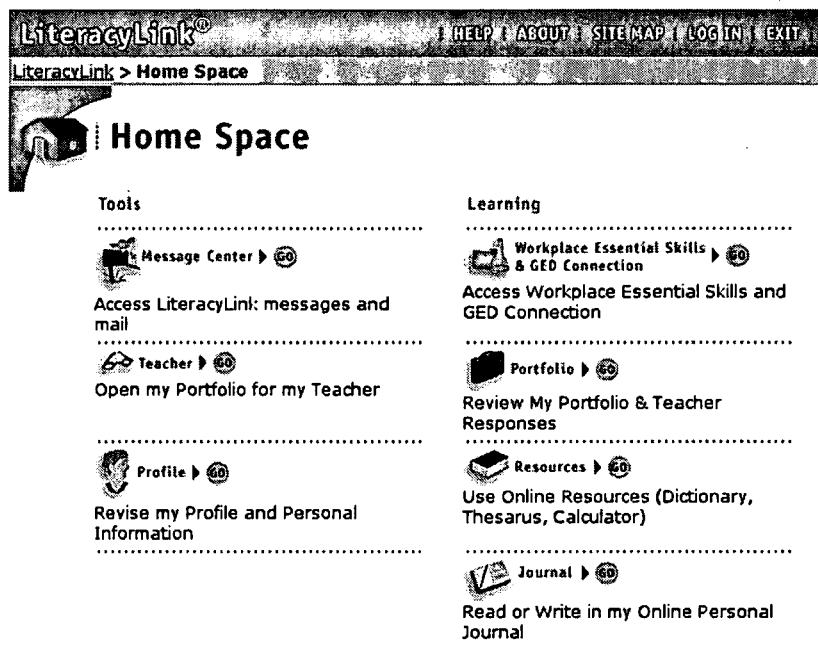 LiteracyLink®
HELP | ABOUT | SITE MAP | LOG IN | EXIT
LiteracyLink > Home Space
Home Space
Tools
Message Center GO
Access LiteracyLink messages and
mail
Teacher GO
Open my Portfolio for my Teacher
Profile GO
Revise my Profile and Personal
Information
Learning
Workplace Essential Skills
& GED Connection GO
Access Workplace Essential Skills and
GED Connection
Portfolio GO
Review My Portfolio & Teacher
Responses
Resources GO
Use Online Resources (Dictionary,
Thesarus, Calculator)
Journal GO
Read or Write in my Online Personal
Journal